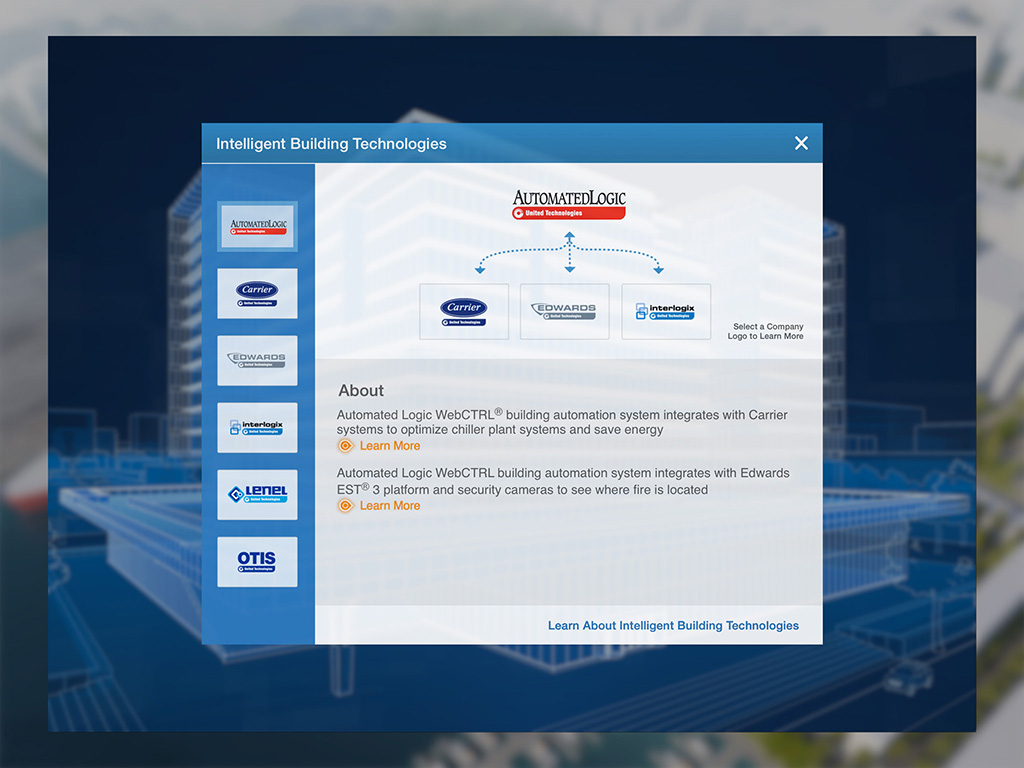 Intelligent Building Technologies
AUTOMATEDLOGIC
United Technologies
Carrier
United Technologies
EDWARDS
United Technologies
interlogix
United Technologies
LENEL
United Technologies
OTIS
United Technologies
AUTOMATEDLOGIC
United Technologies
Carrier
United Technologies
EDWARDS
United Technologies
interlogix
United Technologies
Select a Company
Logo to Learn More
About
Automated Logic WebCTRL® building automation system integrates with Carrier
systems to optimize chiller plant systems and save energy
Learn More
Automated Logic WebCTRL building automation system integrates with Edwards
EST® 3 platform and security cameras to see where fire is located
Learn More
Learn About Intelligent Building Technologies